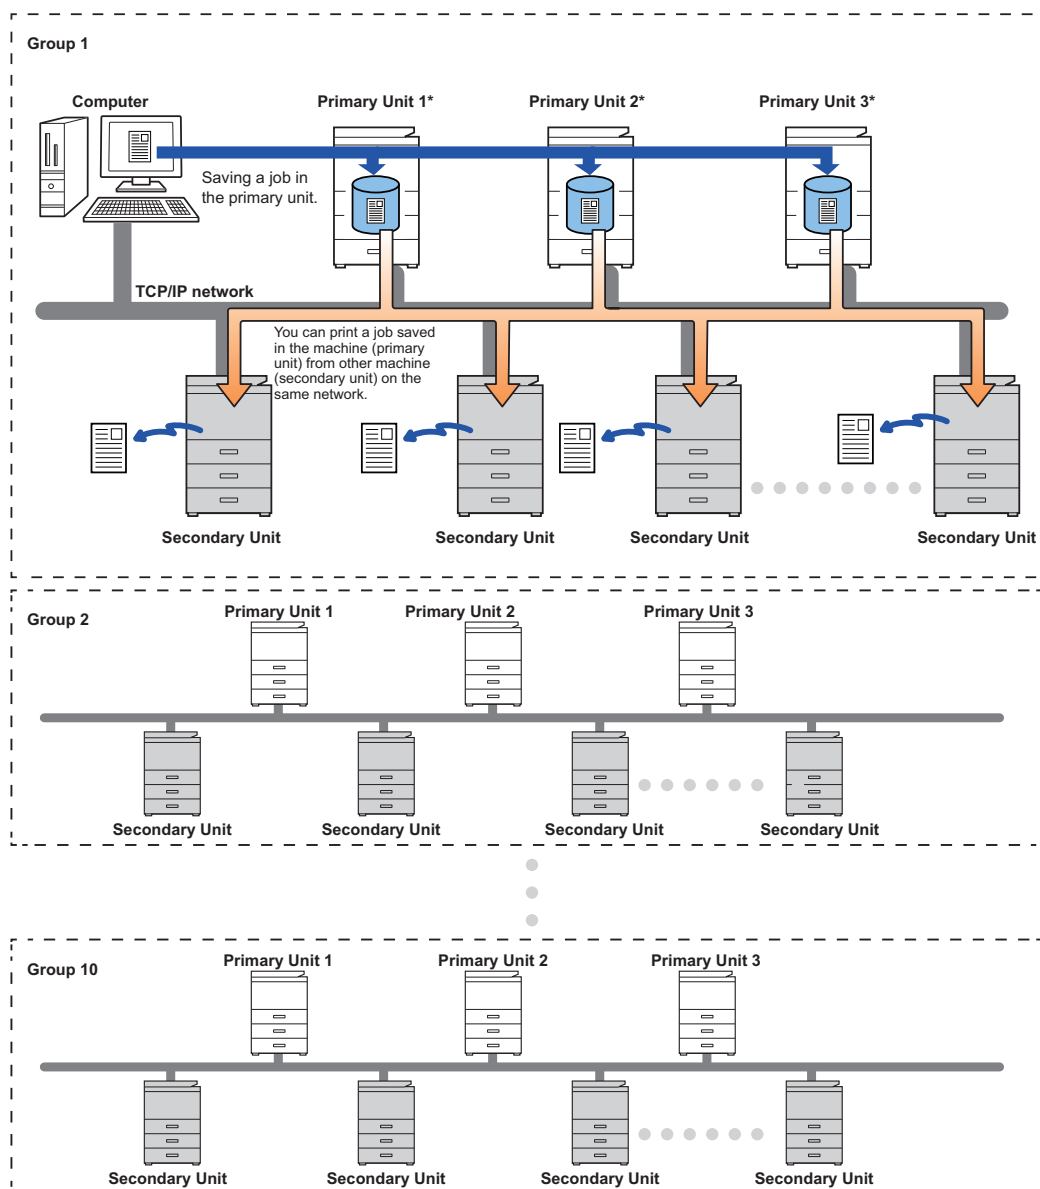 Group 1
Computer
Primary Unit 1*
Primary Unit 2*
Primary Unit 3*
Saving a job in
the primary unit.
TCP/IP network
You can print a job saved
in the machine (primary
unit) from other machine
(secondary unit) on the
same network.
Secondary Unit
Secondary Unit
Secondary Unit
Secondary Unit
Group 2
Primary Unit 1
Primary Unit 2
Primary Unit 3
Secondary Unit
Secondary Unit
Secondary Unit
Secondary Unit
Group 10
Primary Unit 1
Primary Unit 2
Primary Unit 3
Secondary Unit
Secondary Unit
Secondary Unit
Secondary Unit